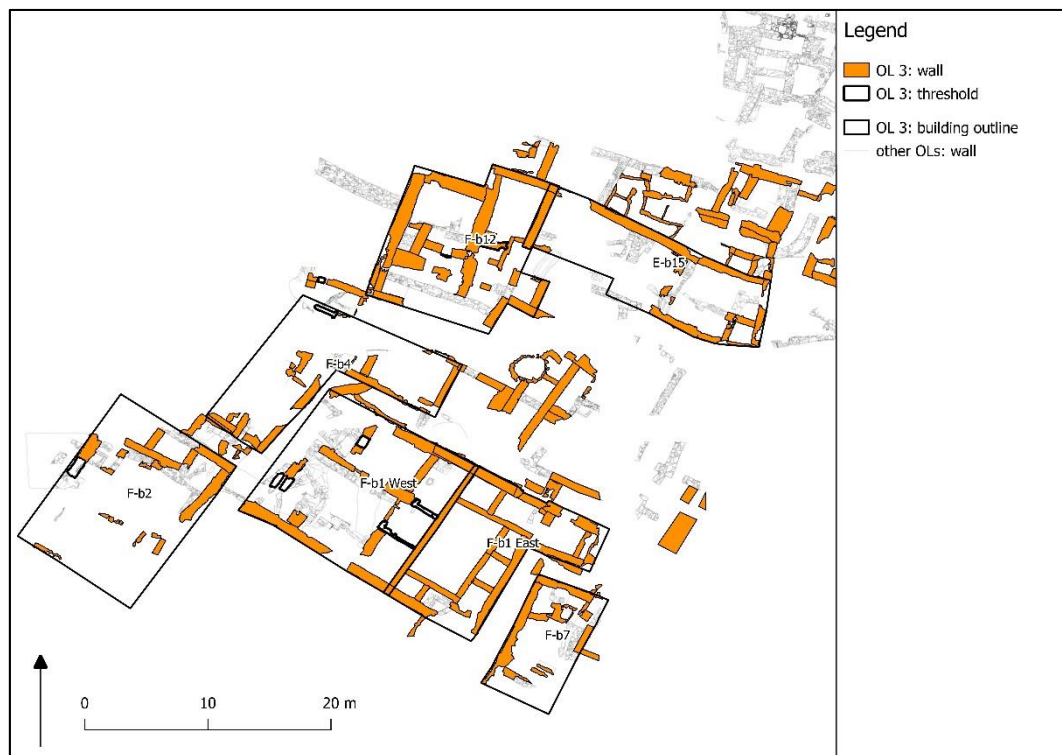 Legend
OL 3: wall
OL 3: threshold
OL 3: building outline
other OLs: wall
F-b12
E-b15
F-b4
F-b1 West
F-b2
F-b1 East
F-b7
0 10 20 m